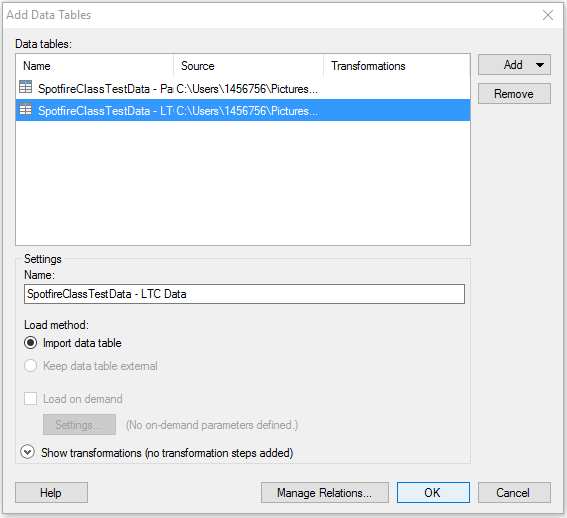 Add Data Tables
Data tables:
Name Source Transformations
SpotfireClassTestData - Pa C:\Users\1456756\Pictures...
SpotfireClassTestData - LT C:\Users\1456756\Pictures...
Add
Remove
Settings
Name:
SpotfireClassTestData - LTC Data
Load method:
Import data table
Keep data table external
Load on demand
Settings... (No on-demand parameters defined.)
Show transformations (no transformation steps added)
Help Manage Relations... OK Cancel